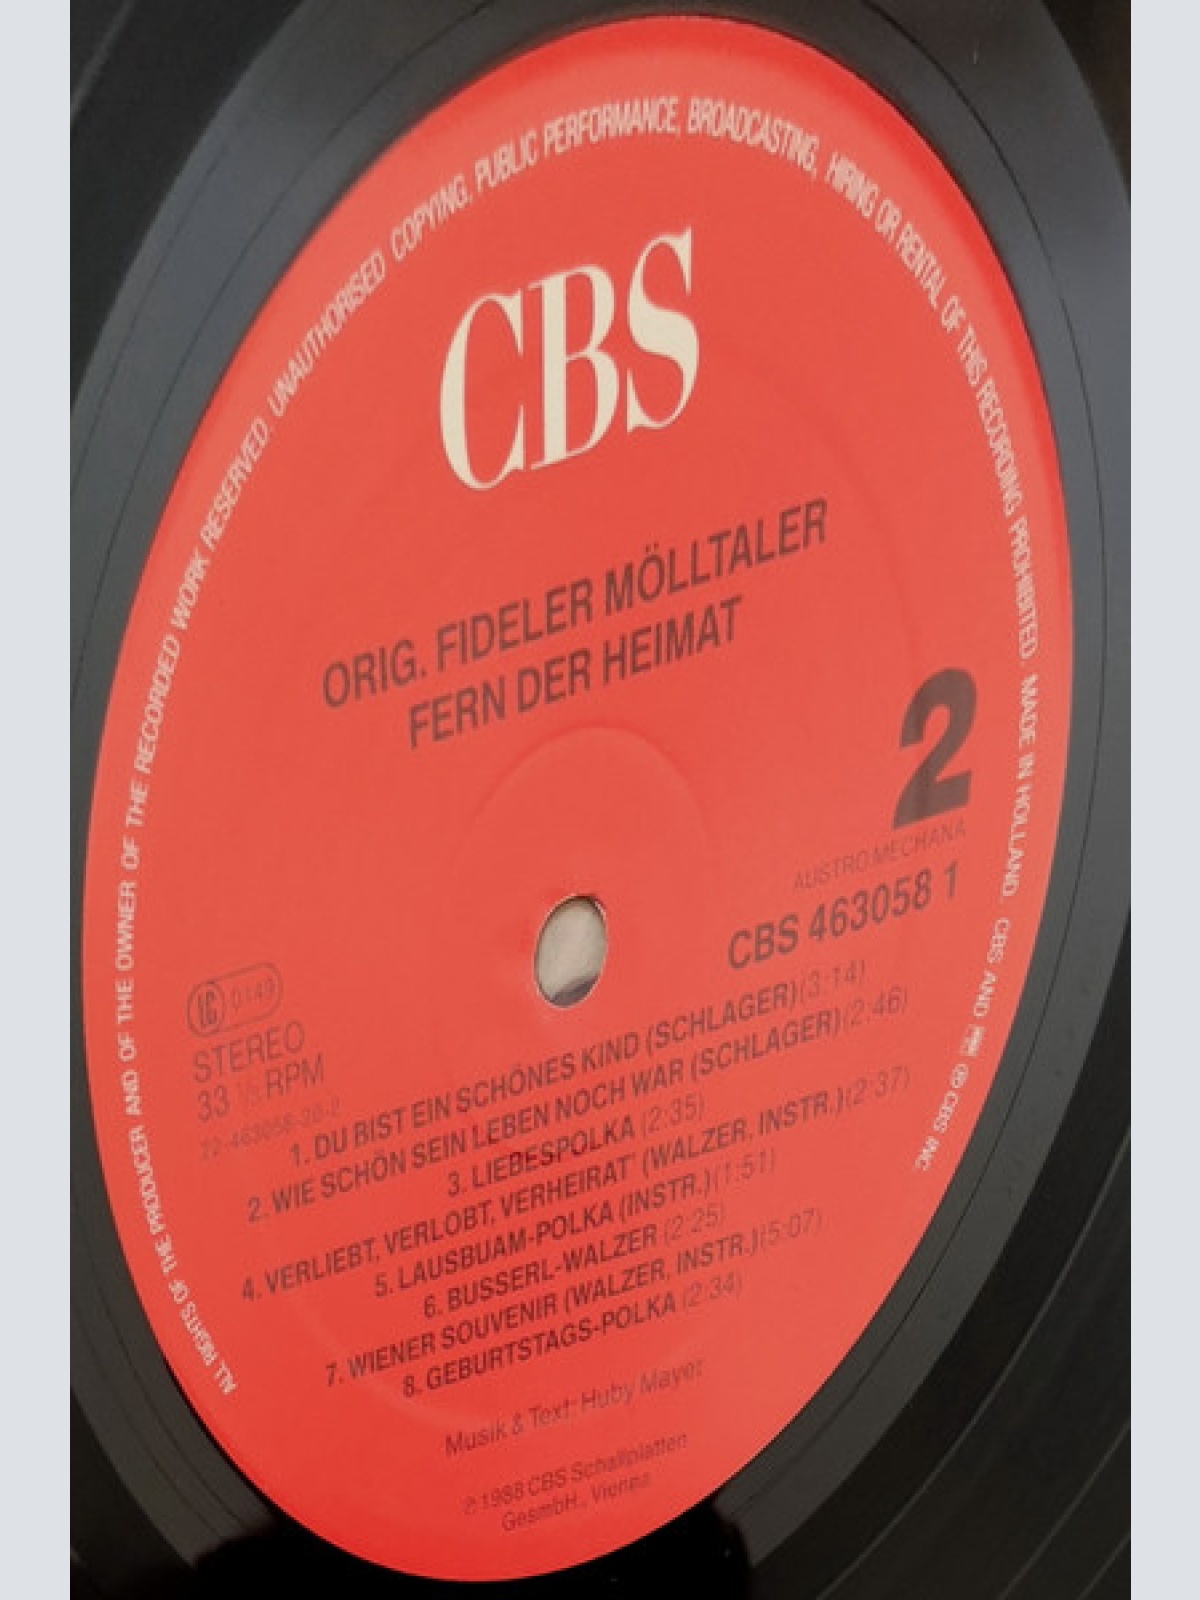 ALL RIGHTS OF THE PRODUCER AND OF THE OWNER OF THE RECORDED WORK RESERVED. UNAUTHORISED COPYING, PUBLIC PERFORMANCE, BROADCASTING, HIRING OR RENTAL OF THIS RECORDING PROHIBITED. MADE IN HOLLAND. CBS AND ℗ CBS INC.
CBS
ORIG. FIDELER MÖLLTALER
FERN DER HEIMAT
2
AUSTRO MECHANA
CBS 463058 1
LC 0149
STEREO
33 ⅓ RPM
1. DU BIST EIN SCHÖNES KIND (SCHLAGER) (3:14)
2. WIE SCHÖN SEIN LEBEN NOCH WAR (SCHLAGER) (2:46)
3. LIEBESPOLKA (2:35)
4. VERLIEBT, VERLOBT, VERHEIRAT' (WALZER, INSTR.) (2:37)
5. LAUSBUAM-POLKA (INSTR.) (1:51)
6. BUSSERL-WALZER (2:25)
7. WIENER SOUVENIR (WALZER, INSTR.) (5:07)
8. GEBURTSTAGS-POLKA (2:34)
Musik & Text: Huby Mayer
℗ 1988 CBS Schallplatten
GesmbH., Vienna